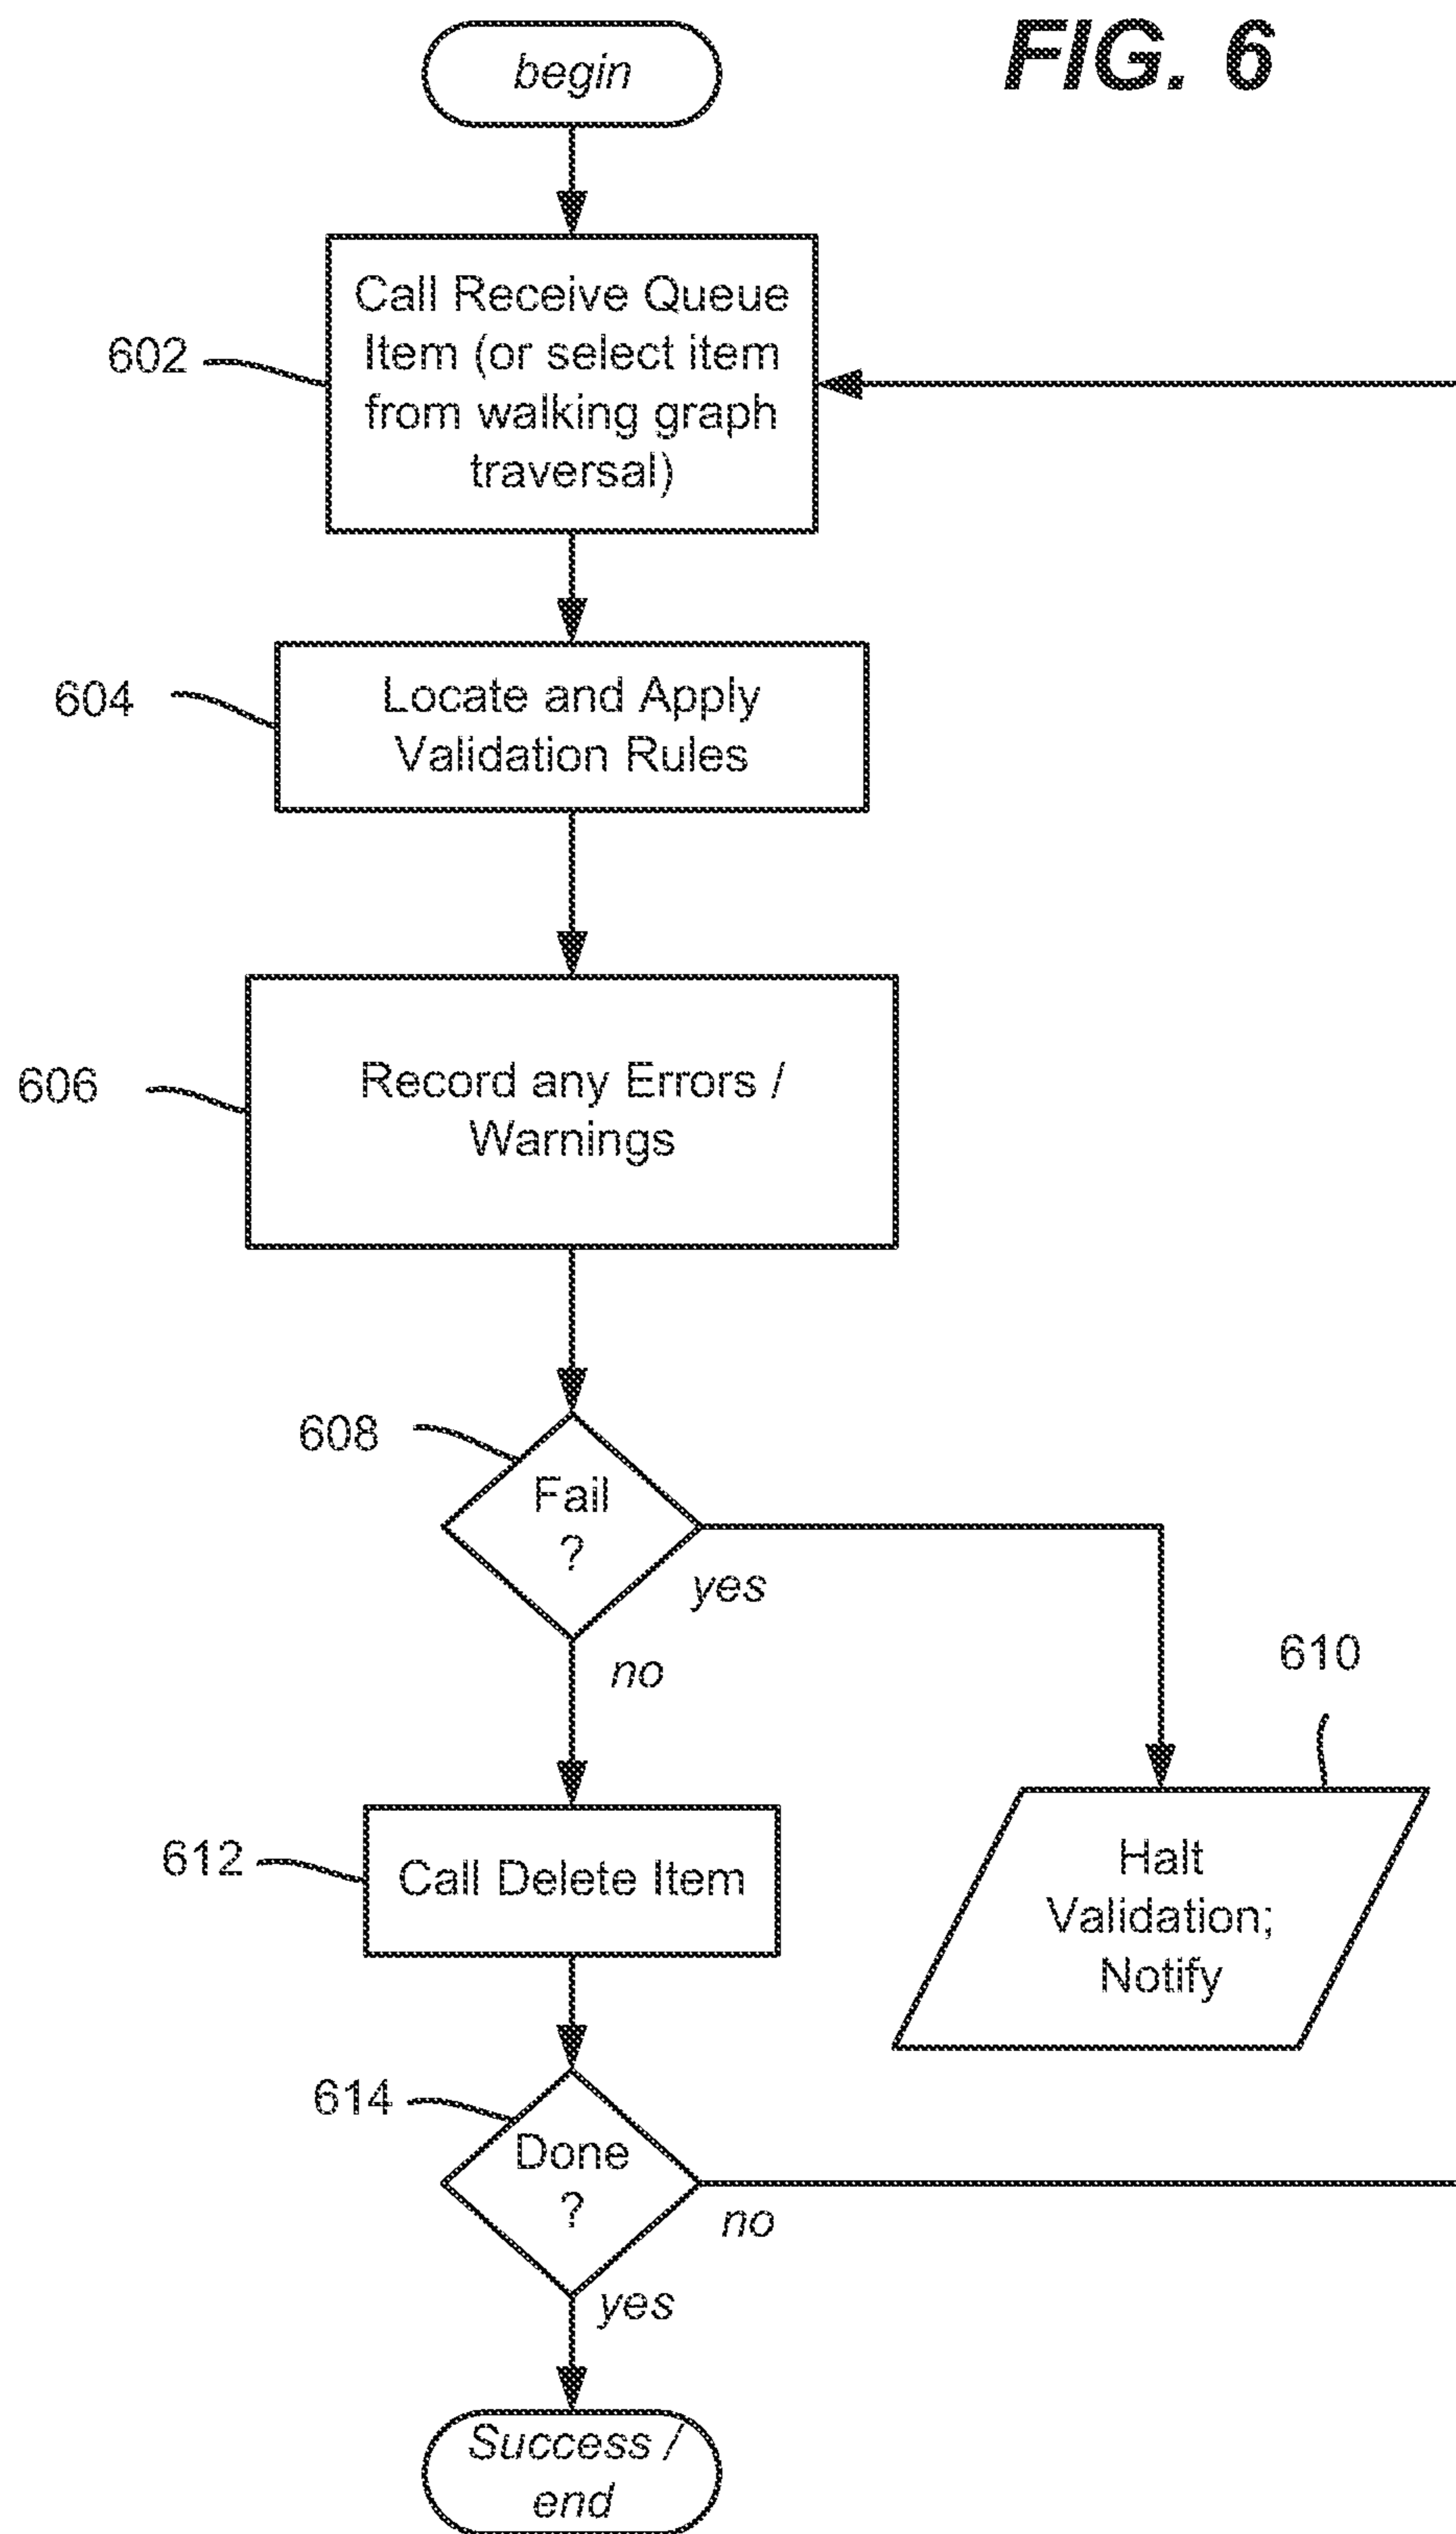 FIG. 6
begin
602
Call Receive Queue
Item (or select item
from walking graph
traversal)
604
Locate and Apply
Validation Rules
606
Record any Errors /
Warnings
608
Fail
?
yes
no
610
Halt
Validation;
Notify
612
Call Delete Item
614
Done
?
no
yes
Success /
end